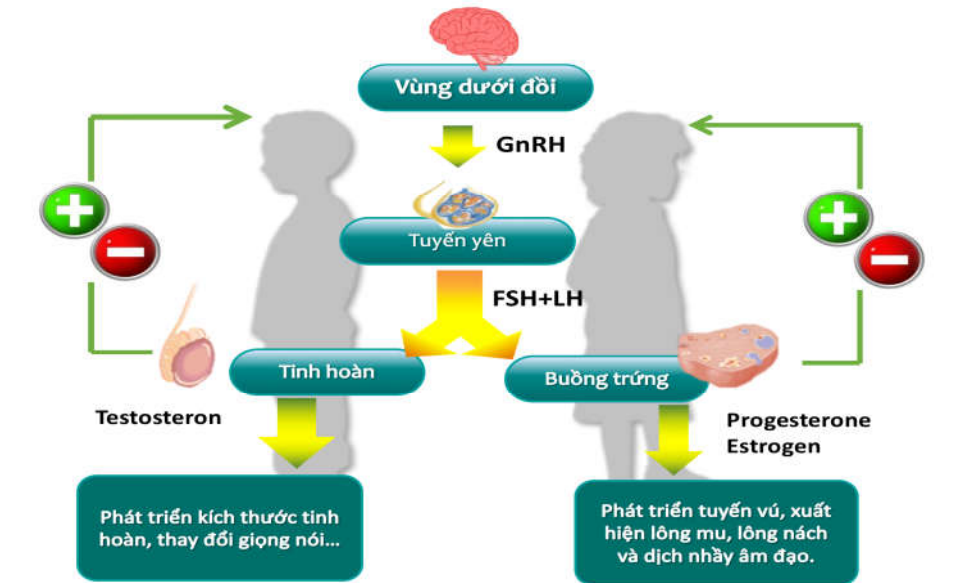 Vùng dưới đồi
GnRH
Tuyến yên
FSH+LH
Tinh hoàn
Buồng trứng
Testosteron
Progesterone
Estrogen
Phát triển kích thước tinh
hoàn, thay đổi giọng nói...
Phát triển tuyến vú, xuất
hiện lông mu, lông nách
và dịch nhầy âm đạo.